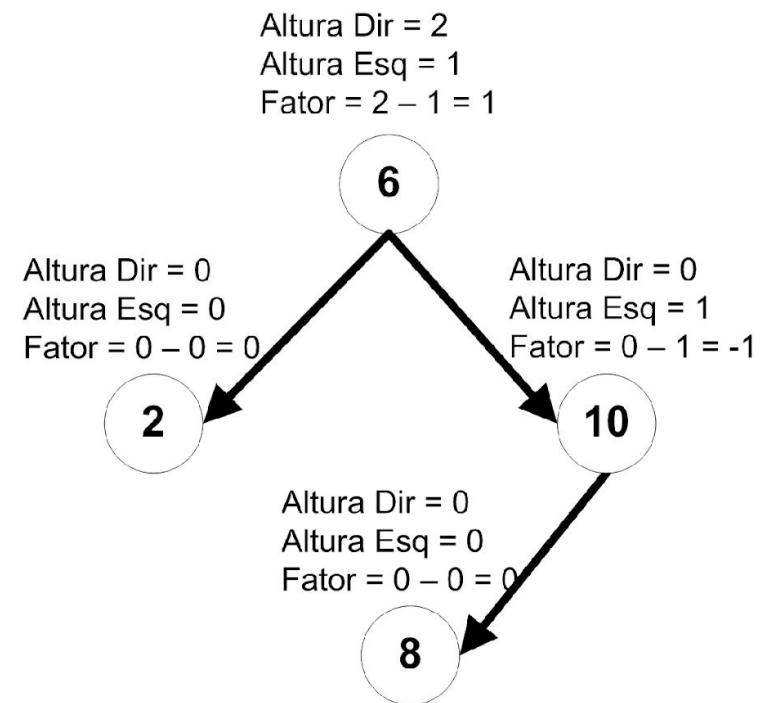 Altura Dir = 2
Altura Esq = 1
Fator = 2 – 1 = 1
6
Altura Dir = 0
Altura Esq = 0
Fator = 0 – 0 = 0
2
Altura Dir = 0
Altura Esq = 1
Fator = 0 – 1 = -1
10
Altura Dir = 0
Altura Esq = 0
Fator = 0 – 0 = 0
8